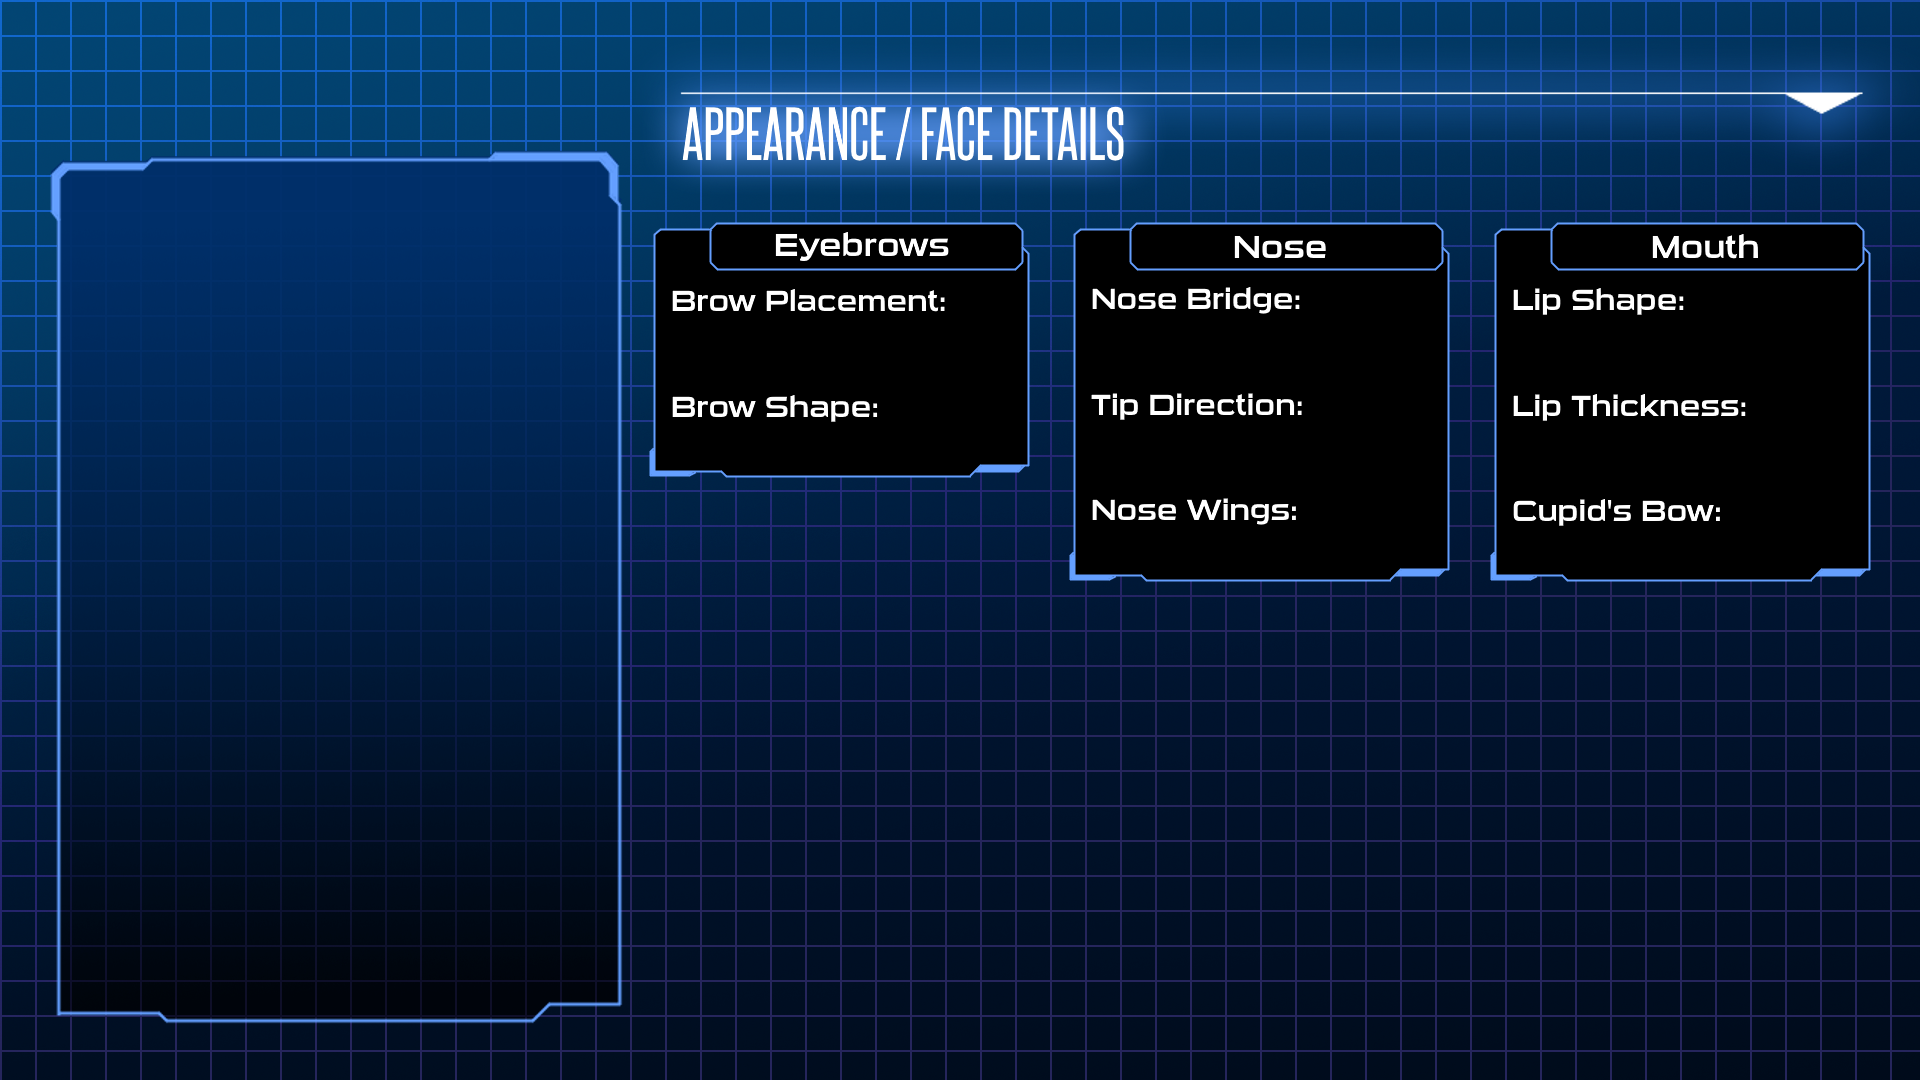 APPEARANCE / FACE DETAILS
Eyebrows
Brow Placement:
Brow Shape:
Nose
Nose Bridge:
Tip Direction:
Nose Wings:
Mouth
Lip Shape:
Lip Thickness:
Cupid's Bow: